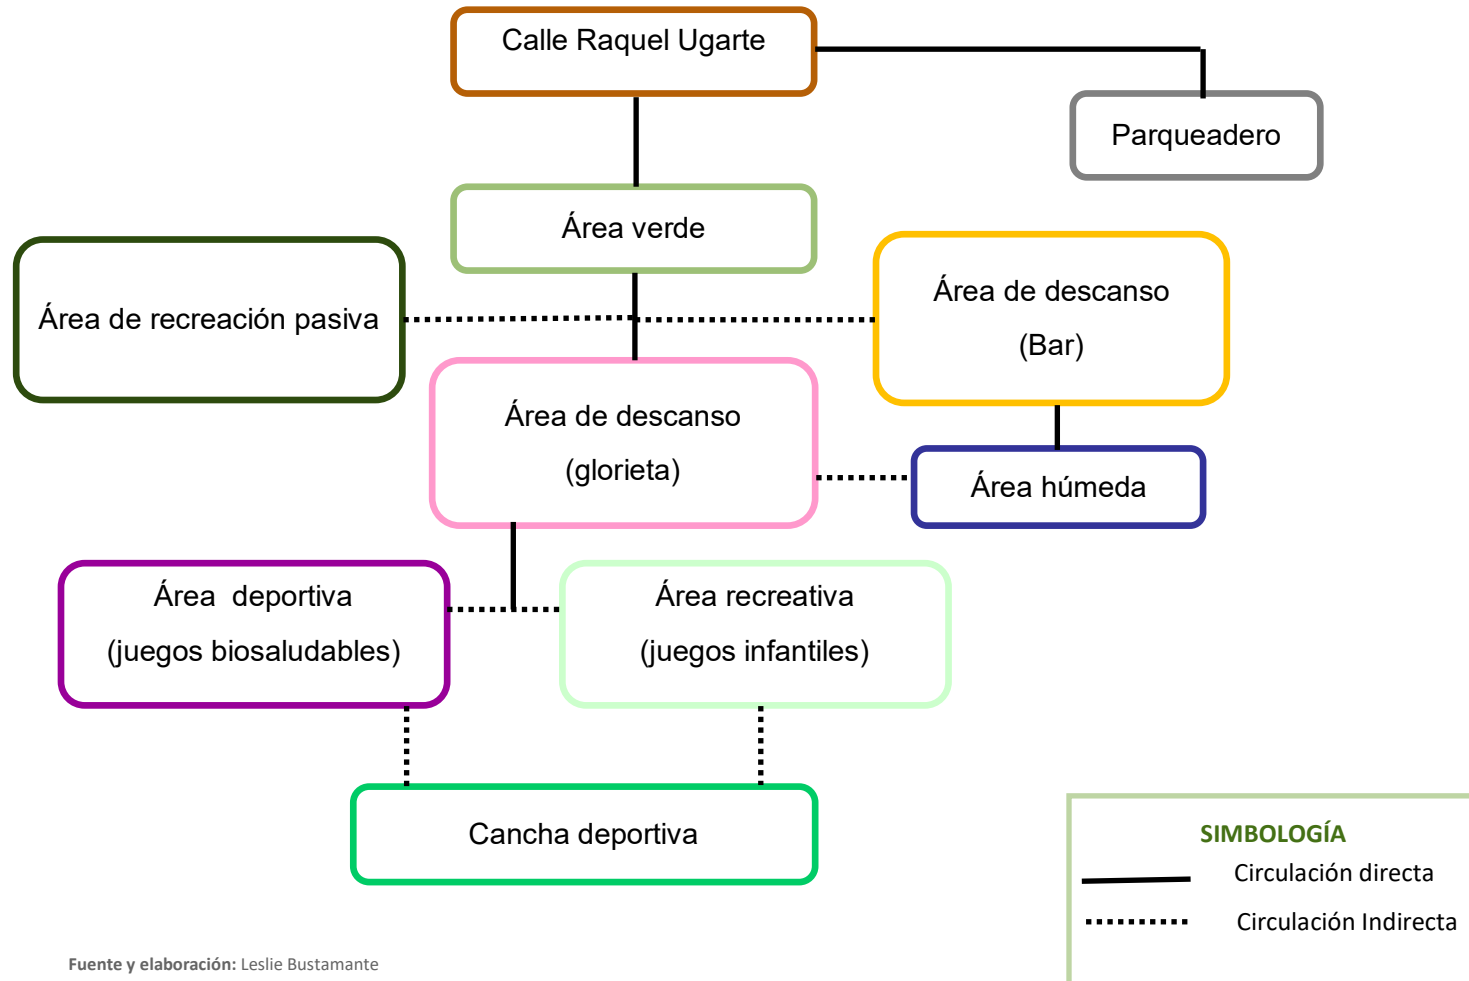 Calle Raquel Ugarte
Parqueadero
Área verde
Área de recreación pasiva
Área de descanso
(Bar)
Área de descanso
(glorieta)
Área húmeda
Área  deportiva
(juegos biosaludables)
Área recreativa
(juegos infantiles)
Cancha deportiva
SIMBOLOGÍA
Circulación directa
Circulación Indirecta
Fuente y elaboración: Leslie Bustamante